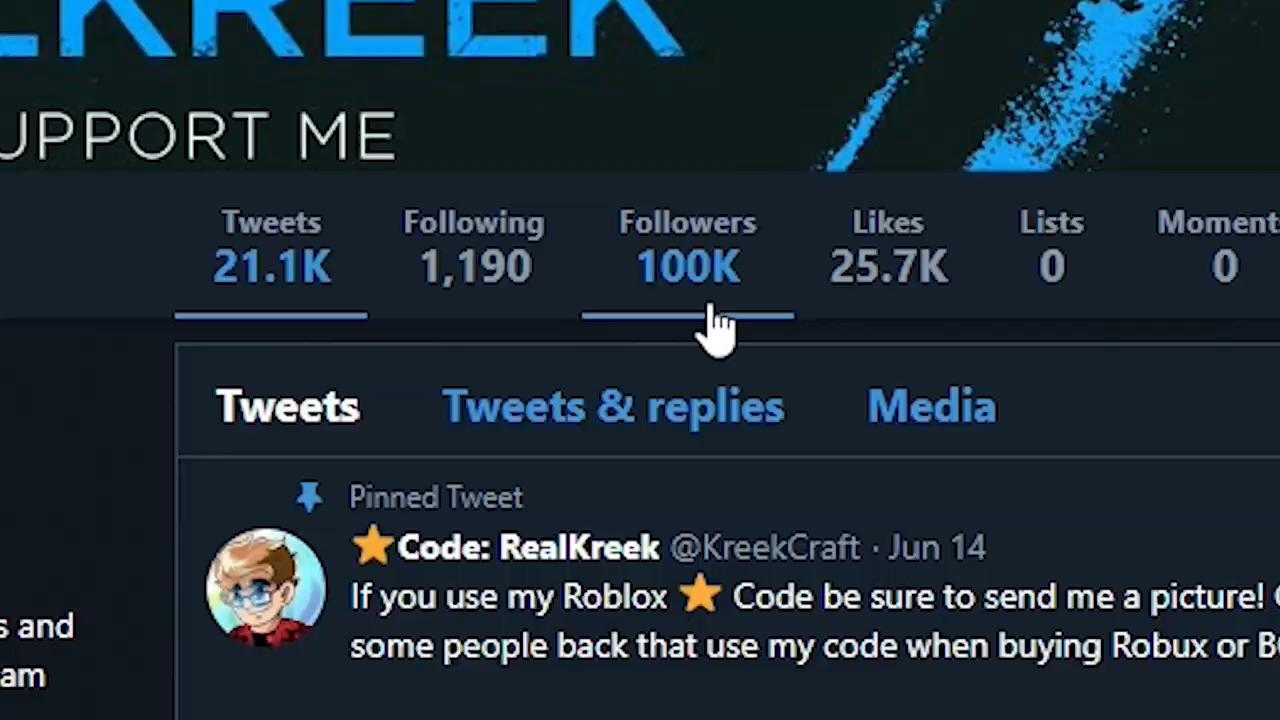 LKREEK
UPPORT ME
Tweets Following Followers Likes Lists Moment
21.1K 1,190 100K 25.7K 0 0
Tweets Tweets & replies Media
Pinned Tweet
⭐Code: RealKreek @KreekCraft · Jun 14
If you use my Roblox ⭐ Code be sure to send me a picture!
s and
some people back that use my code when buying Robux or
am